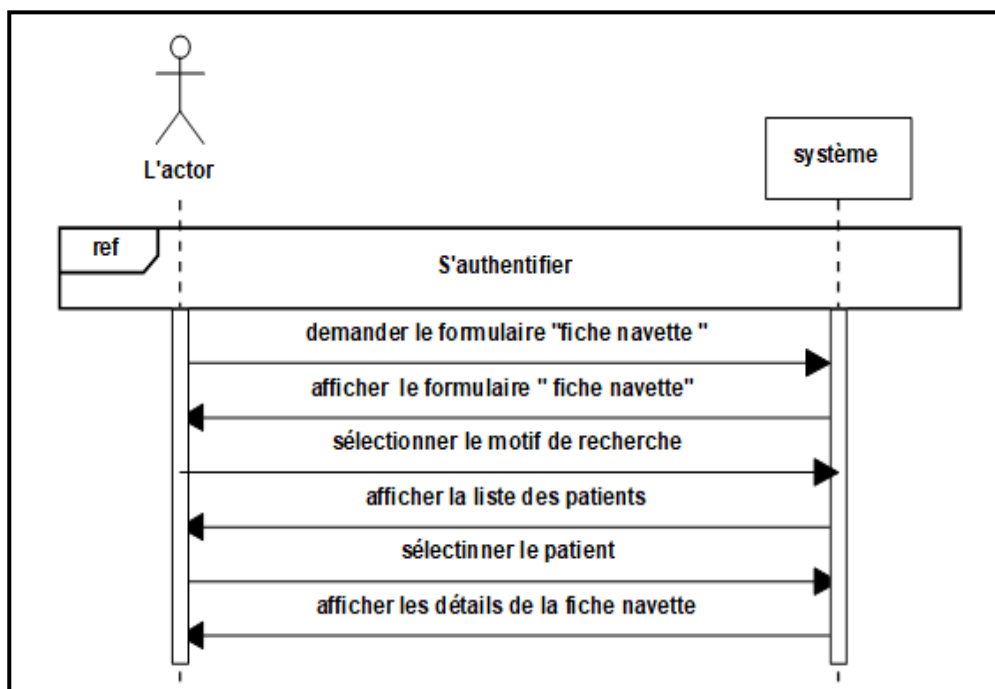 L'actor
système
ref
S'authentifier
demander le formulaire "fiche navette "
afficher le formulaire " fiche navette"
sélectionner le motif de recherche
afficher la liste des patients
sélectinner le patient
afficher les détails de la fiche navette